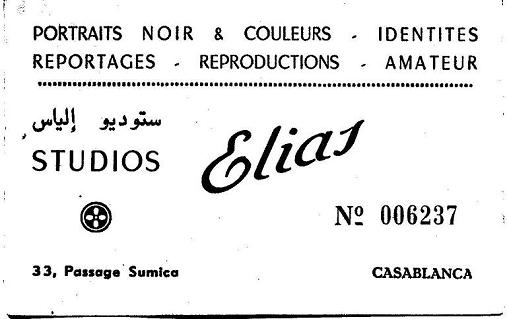 PORTRAITS NOIR & COULEURS - IDENTITES
REPORTAGES - REPRODUCTIONS - AMATEUR
ستوديو إلياس
STUDIOS Elias
Nº 006237
33, Passage Sumica CASABLANCA